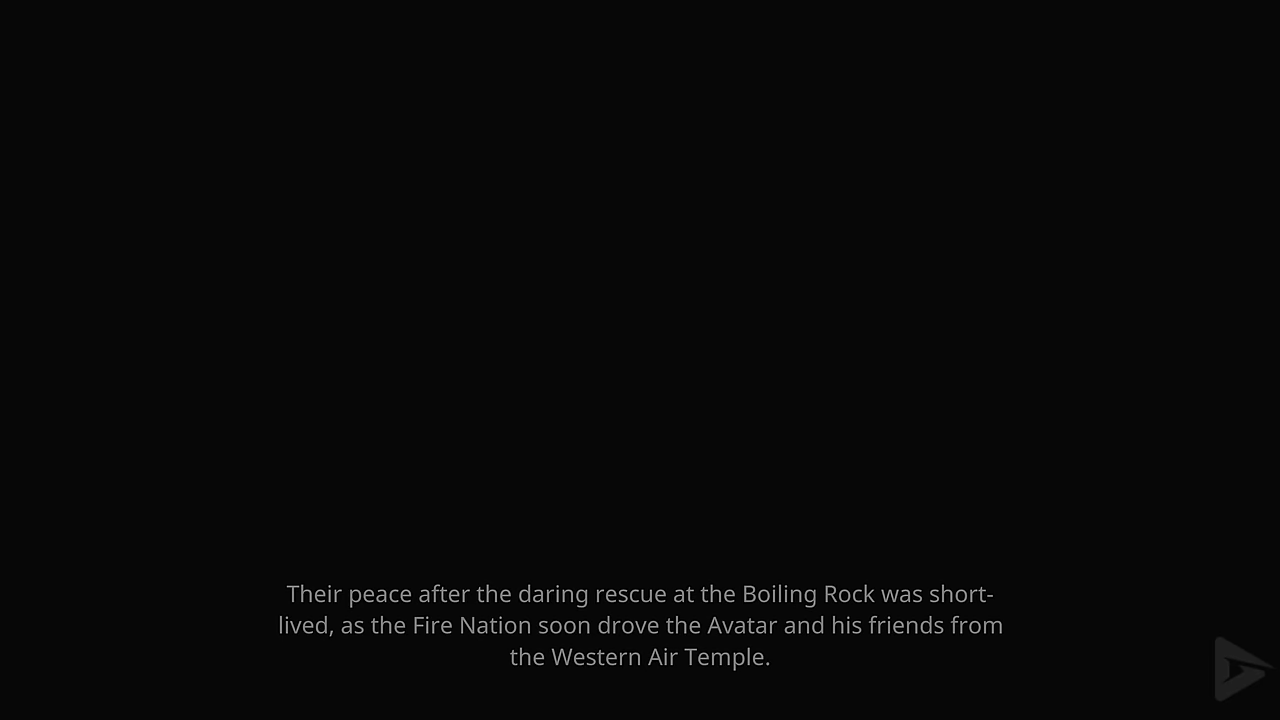 Their peace after the daring rescue at the Boiling Rock was short-
lived, as the Fire Nation soon drove the Avatar and his friends from
the Western Air Temple.